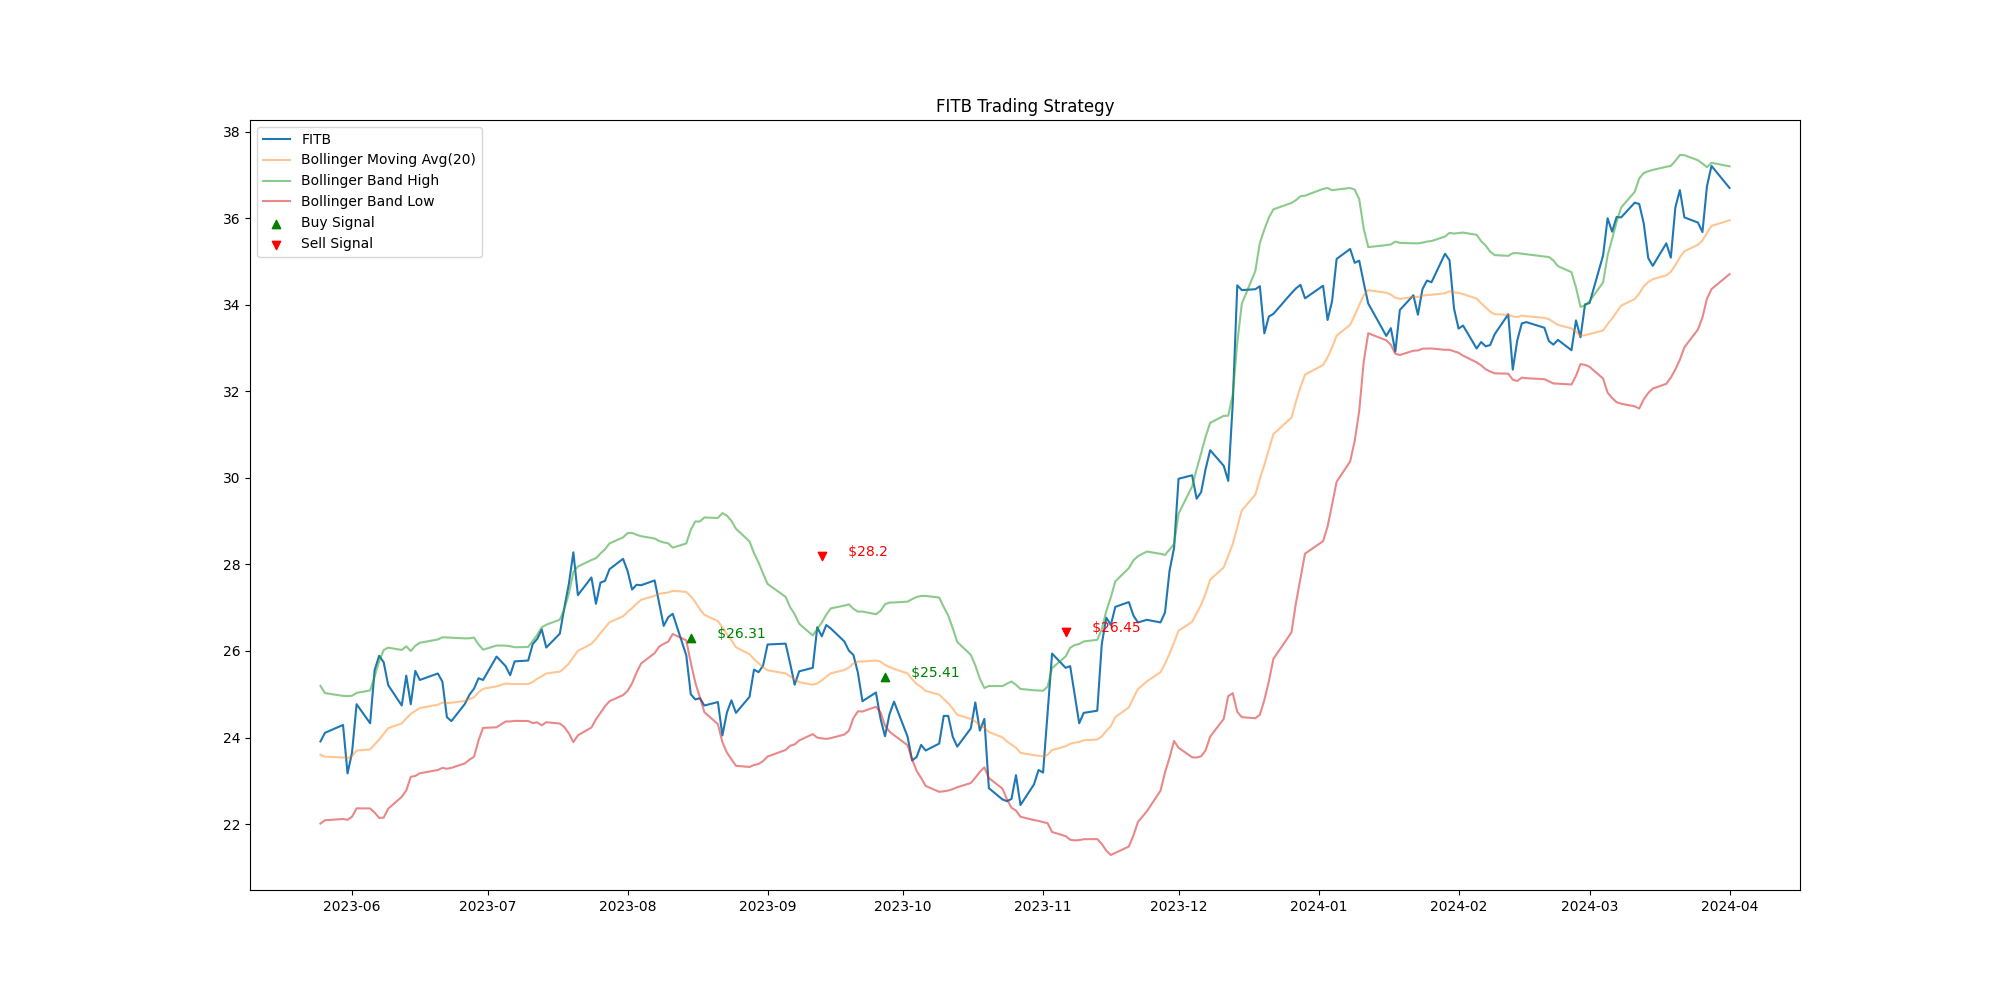 FITB Trading Strategy
38
36
34
32
30
28
26
24
22
FITB
Bollinger Moving Avg(20)
Bollinger Band High
Bollinger Band Low
Buy Signal
Sell Signal
$28.2
$26.31
$26.45
$25.41
2023-06 2023-07 2023-08 2023-09 2023-10 2023-11 2023-12 2024-01 2024-02 2024-03 2024-04